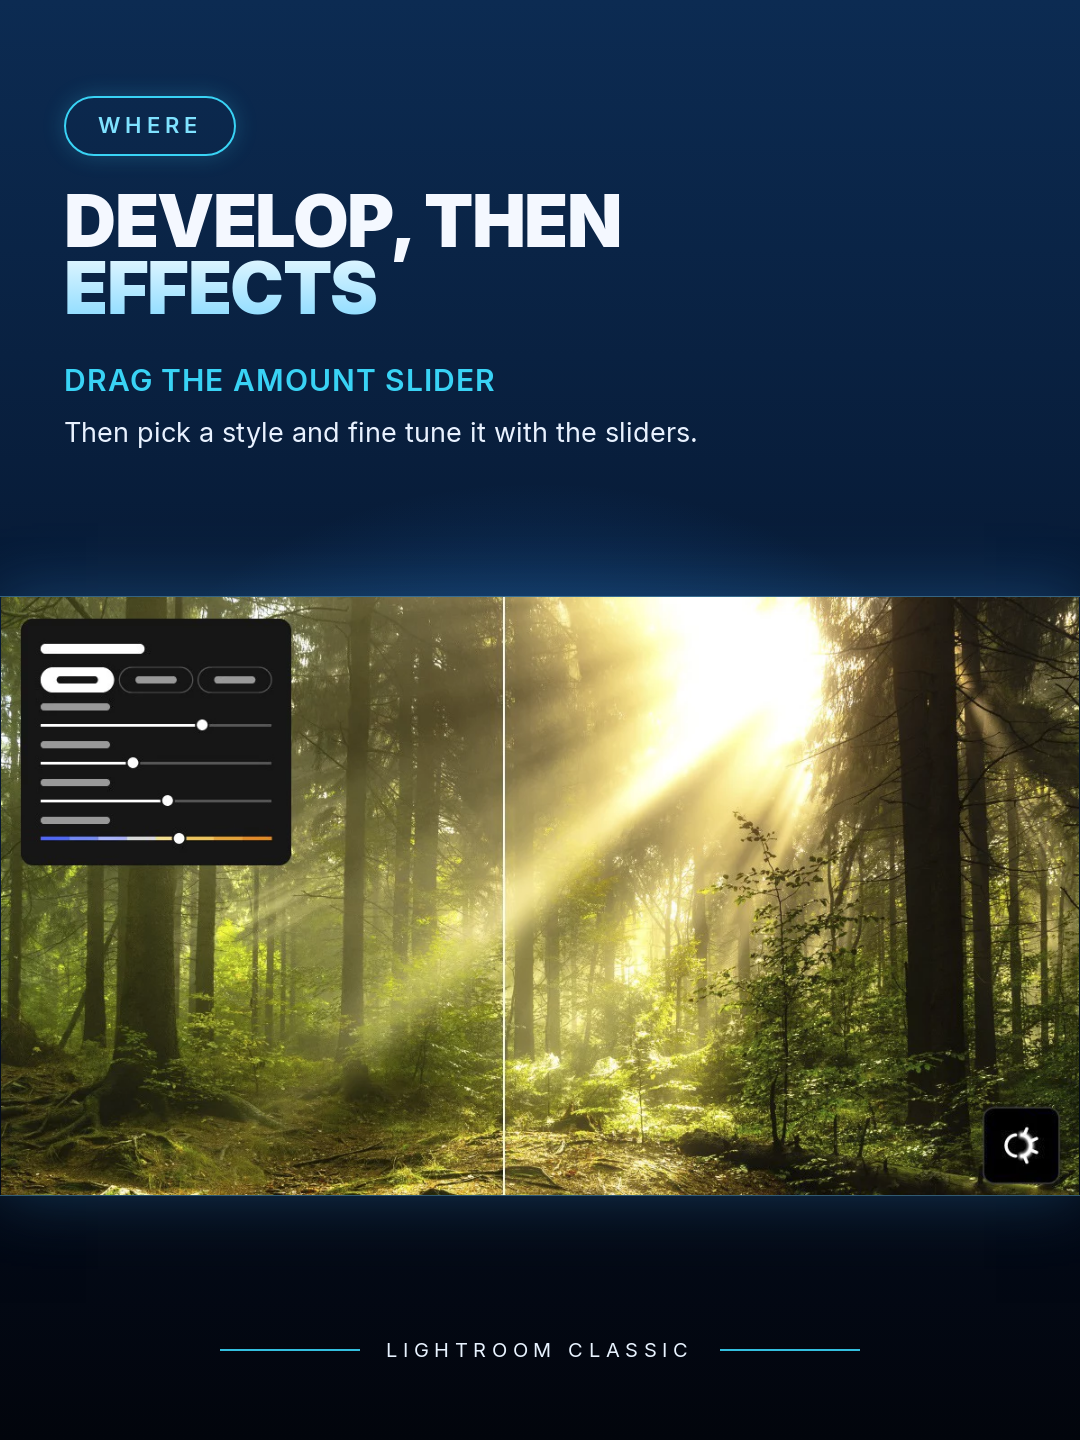 WHERE
DEVELOP, THEN
EFFECTS
DRAG THE AMOUNT SLIDER
Then pick a style and fine tune it with the sliders.
LIGHTROOM CLASSIC